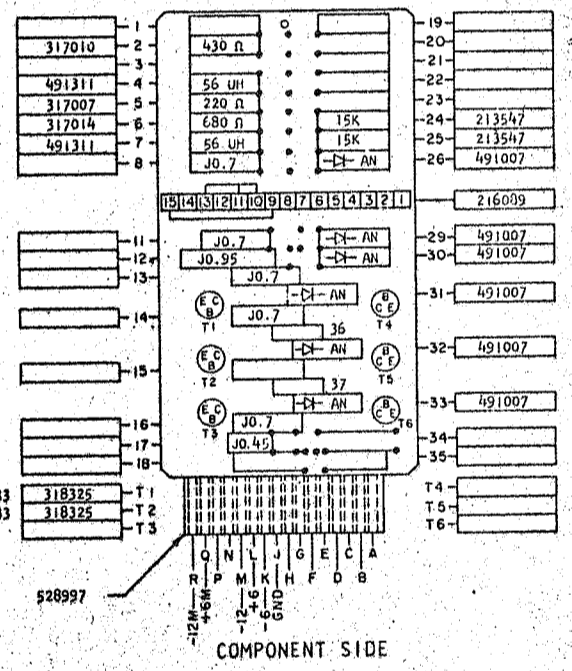 1 19
317010 2 430 Ω 20
3 21
491311 4 56 UH 22
317007 5 220 Ω 23
317014 6 680 Ω 15K 24 213547
491311 7 56 UH 15K 25 213547
8 J0.7 AN 26 491007
15 14 13 12 11 10 9 8 7 6 5 4 3 2 1 216089
11 J0.7 AN 29 491007
12 J0.95 AN 30 491007
13 J0.7
E C B AN B C E 31 491007
T1 T4
14 J0.7
36
E C B AN B C E 32 491007
T2 T5
15
37
E C B AN B C E 33 491007
T3 T6
16 J0.7
17 J0.45 34
18 35
83 318325 T1 T4
83 318325 T2 T5
T3 T6
Q N L J G E C A
R P M K H F D B
528997
-12M +6M -12 +6 -6 GND
COMPONENT SIDE